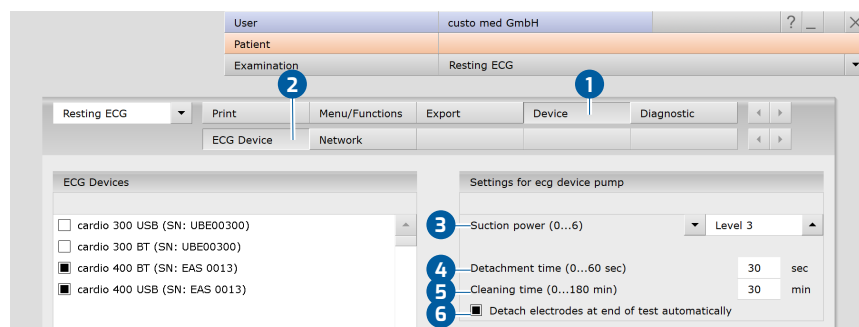 User custo med GmbH ? _ X
Patient
Examination Resting ECG
2 1
Resting ECG Print Menu/Functions Export Device Diagnostic
ECG Device Network
ECG Devices Settings for ecg device pump
cardio 300 USB (SN: UBE00300) 3 Suction power (0...6) Level 3
cardio 300 BT (SN: UBE00300)
cardio 400 BT (SN: EAS 0013) 4 Detachment time (0...60 sec) 30 sec
cardio 400 USB (SN: EAS 0013) 5 Cleaning time (0...180 min) 30 min
6 Detach electrodes at end of test automatically